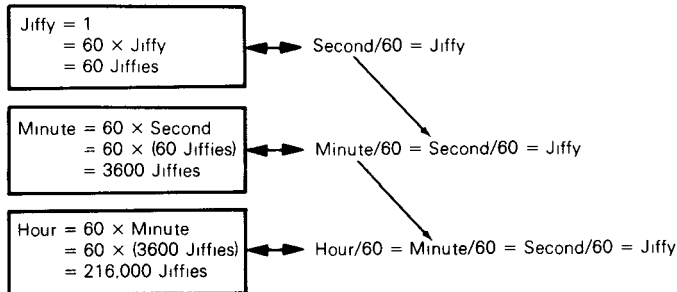 Jiffy = 1
= 60 × Jiffy
= 60 Jiffies
Second/60 = Jiffy
Minute = 60 × Second
= 60 × (60 Jiffies)
= 3600 Jiffies
Minute/60 = Second/60 = Jiffy
Hour = 60 × Minute
= 60 × (3600 Jiffies)
= 216,000 Jiffies
Hour/60 = Minute/60 = Second/60 = Jiffy